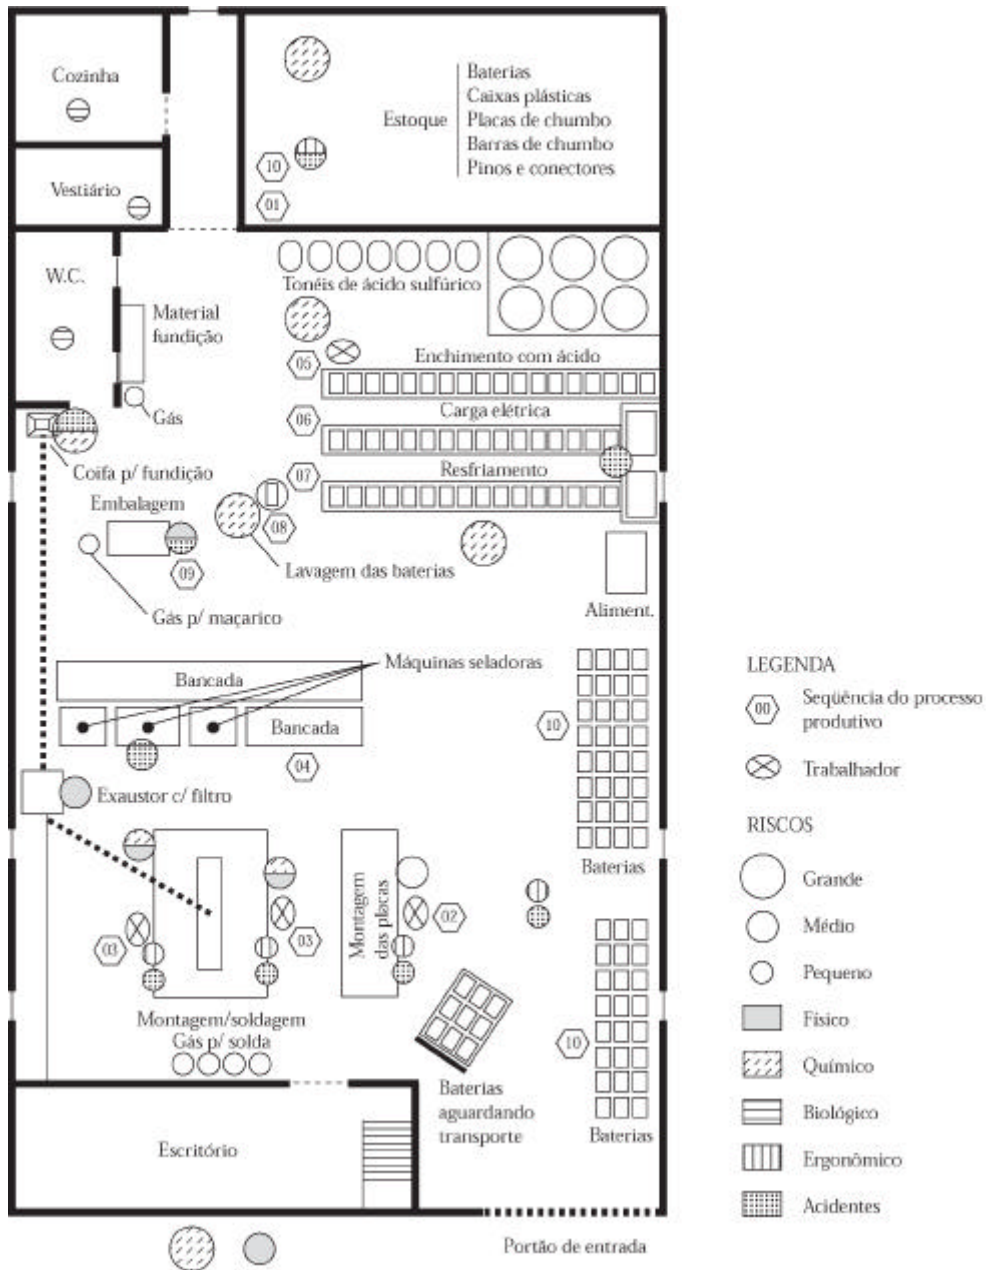 Cozinha
Vestiário
Estoque
Baterias
Caixas plásticas
Placas de chumbo
Barras de chumbo
Pinos e conectores
10
01
W.C.
Tonéis de ácido sulfúrico
Material
fundição
Gás
05
Enchimento com ácido
06
Carga elétrica
07
Resfriamento
Coifa p/ fundição
Embalagem
08
09
Lavagem das baterias
Gás p/ maçarico
Aliment.
Bancada
Máquinas seladoras
Bancada
04
10
Exaustor c/ filtro
Baterias
03
03
Montagem
das placas
02
Montagem/soldagem
Gás p/ solda
10
Baterias
aguardando
transporte
Baterias
Escritório
Portão de entrada
LEGENDA
00
Seqüência do processo
produtivo
Trabalhador
RISCOS
Grande
Médio
Pequeno
Físico
Químico
Biológico
Ergonômico
Acidentes